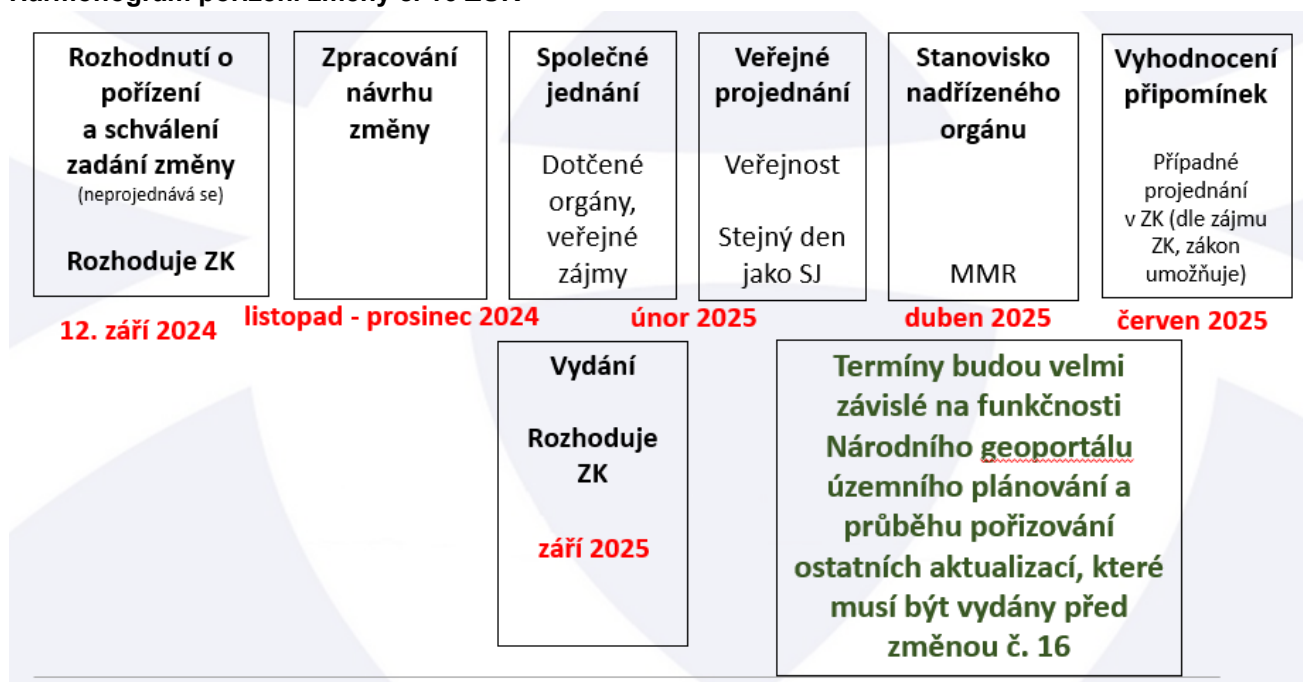 Rozhodnutí o
pořízení
a schválení
zadání změny
(neprojednává se)
Rozhoduje ZK
12. září 2024
Zpracování
návrhu
změny
listopad - prosinec 2024
Společné
jednání
Dotčené
orgány,
veřejné
zájmy
Veřejné
projednání
Veřejnost
Stejný den
jako SJ
únor 2025
Stanovisko
nadřízeného
orgánu
MMR
duben 2025
Vyhodnocení
připomínek
Případné
projednání
v ZK (dle zájmu
ZK, zákon
umožňuje)
červen 2025
Vydání
Rozhoduje
ZK
září 2025
Termíny budou velmi
závislé na funkčnosti
Národního geoportálu
územního plánování a
průběhu pořizování
ostatních aktualizací, které
musí být vydány před
změnou č. 16